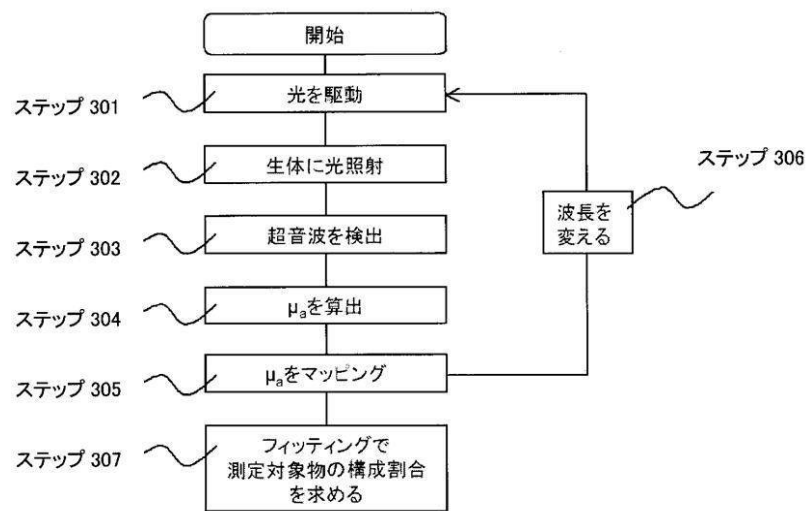 開始
ステップ 301
光を駆動
ステップ 302
生体に光照射
ステップ 306
波長を
変える
ステップ 303
超音波を検出
ステップ 304
μaを算出
ステップ 305
μaをマッピング
ステップ 307
フィッティングで
測定対象物の構成割合
を求める